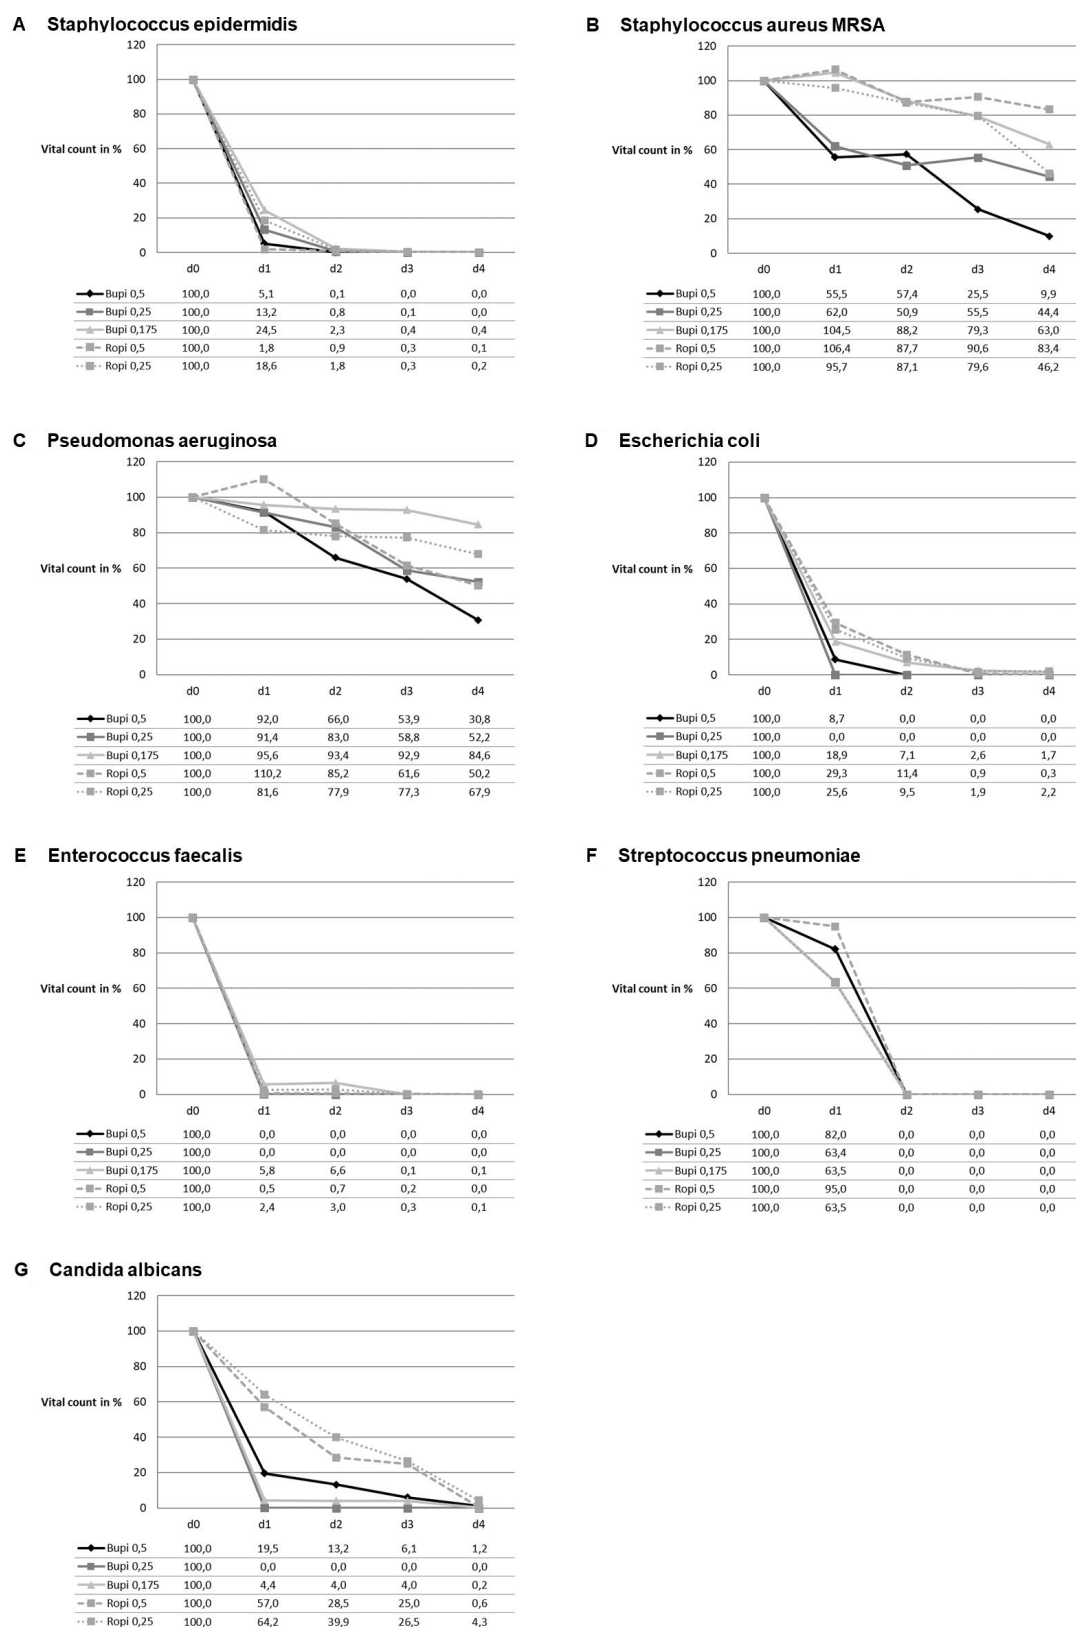 A Staphylococcus epidermidis
120
100
80
60
40
20
0
Vital count in %
d0 d1 d2 d3 d4
Bupi 0,5 100,0 5,1 0,1 0,0 0,0
Bupi 0,25 100,0 13,2 0,8 0,1 0,0
Bupi 0,175 100,0 24,5 2,3 0,4 0,4
Ropi 0,5 100,0 1,8 0,9 0,3 0,1
Ropi 0,25 100,0 18,6 1,8 0,3 0,2
B Staphylococcus aureus MRSA
120
100
80
60
40
20
0
Vital count in %
d0 d1 d2 d3 d4
Bupi 0,5 100,0 55,5 57,4 25,5 9,9
Bupi 0,25 100,0 62,0 50,9 55,5 44,4
Bupi 0,175 100,0 104,5 88,2 79,3 63,0
Ropi 0,5 100,0 106,4 87,7 90,6 83,4
Ropi 0,25 100,0 95,7 87,1 79,6 46,2
C Pseudomonas aeruginosa
120
100
80
60
40
20
0
Vital count in %
d0 d1 d2 d3 d4
Bupi 0,5 100,0 92,0 66,0 53,9 30,8
Bupi 0,25 100,0 91,4 83,0 58,8 52,2
Bupi 0,175 100,0 95,6 93,4 92,9 84,6
Ropi 0,5 100,0 110,2 85,2 61,6 50,2
Ropi 0,25 100,0 81,6 77,9 77,3 67,9
D Escherichia coli
120
100
80
60
40
20
0
Vital count in %
d0 d1 d2 d3 d4
Bupi 0,5 100,0 8,7 0,0 0,0 0,0
Bupi 0,25 100,0 0,0 0,0 0,0 0,0
Bupi 0,175 100,0 18,9 7,1 2,6 1,7
Ropi 0,5 100,0 29,3 11,4 0,9 0,3
Ropi 0,25 100,0 25,6 9,5 1,9 2,2
E Enterococcus faecalis
120
100
80
60
40
20
0
Vital count in %
d0 d1 d2 d3 d4
Bupi 0,5 100,0 0,0 0,0 0,0 0,0
Bupi 0,25 100,0 0,0 0,0 0,0 0,0
Bupi 0,175 100,0 5,8 6,6 0,1 0,1
Ropi 0,5 100,0 0,5 0,7 0,2 0,0
Ropi 0,25 100,0 2,4 3,0 0,3 0,1
F Streptococcus pneumoniae
120
100
80
60
40
20
0
Vital count in %
d0 d1 d2 d3 d4
Bupi 0,5 100,0 82,0 0,0 0,0 0,0
Bupi 0,25 100,0 63,4 0,0 0,0 0,0
Bupi 0,175 100,0 63,5 0,0 0,0 0,0
Ropi 0,5 100,0 95,0 0,0 0,0 0,0
Ropi 0,25 100,0 63,5 0,0 0,0 0,0
G Candida albicans
120
100
80
60
40
20
0
Vital count in %
d0 d1 d2 d3 d4
Bupi 0,5 100,0 19,5 13,2 6,1 1,2
Bupi 0,25 100,0 0,0 0,0 0,0 0,0
Bupi 0,175 100,0 4,4 4,0 4,0 0,2
Ropi 0,5 100,0 57,0 28,5 25,0 0,6
Ropi 0,25 100,0 64,2 39,9 26,5 4,3